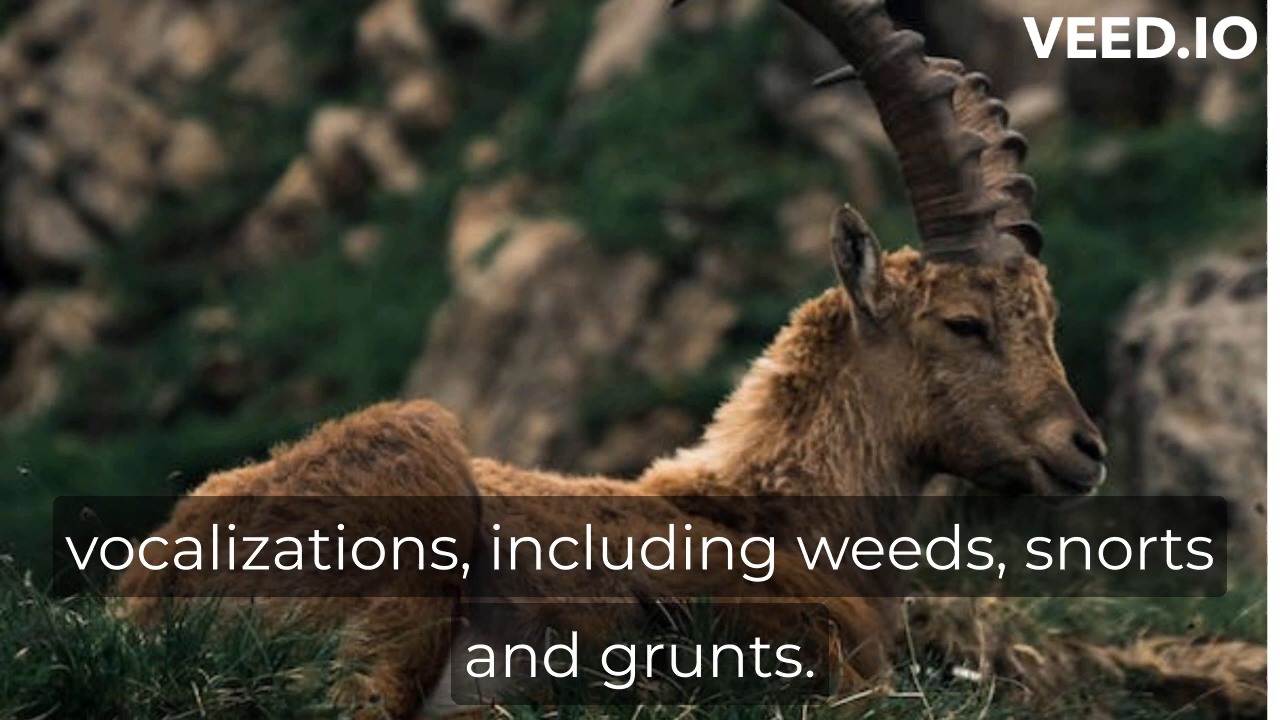 VEED.IO
vocalizations, including weeds, snorts
and grunts.